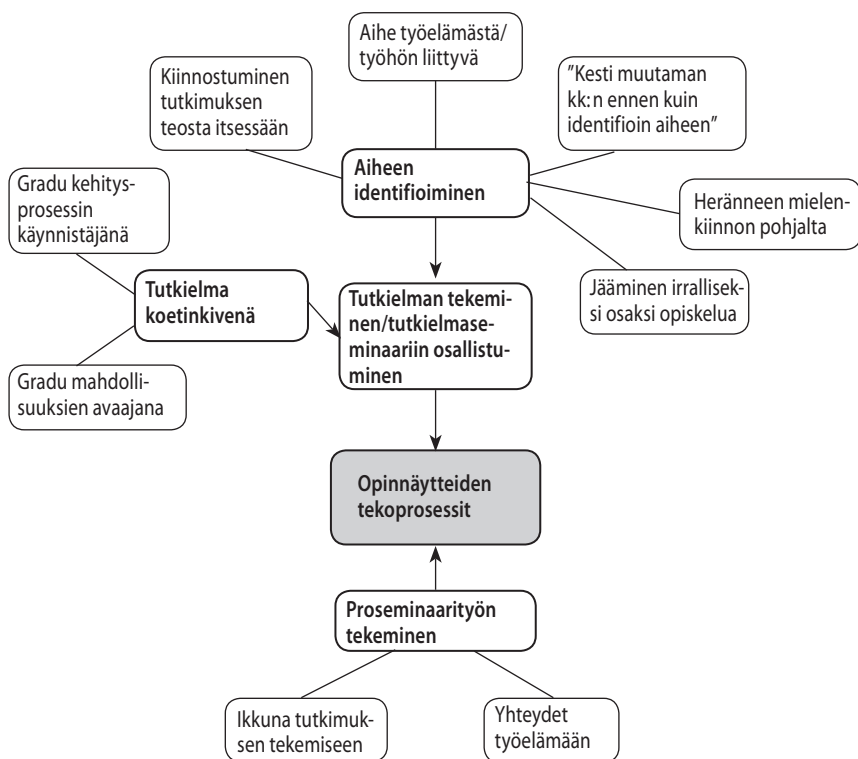 Aihe työelämästä/
työhön liittyvä
Kiinnostuminen
tutkimuksen
teosta itsessään
"Kesti muutaman
kk:n ennen kuin
identifioin aiheen"
Aiheen
identifioiminen
Gradu kehitys-
prosessin
käynnistäjänä
Heränneen mielen-
kiinnon pohjalta
Tutkielma
koetinkivenä
Tutkielman tekemi-
nen/tutkielmase-
minaariin osallistu-
minen
Jääminen irrallisek-
si osaksi opiskelua
Gradu mahdolli-
suuksien avaajana
Opinnäytteiden
tekoprosessit
Proseminaarityön
tekeminen
Ikkuna tutkimuk-
sen tekemiseen
Yhteydet
työelämään